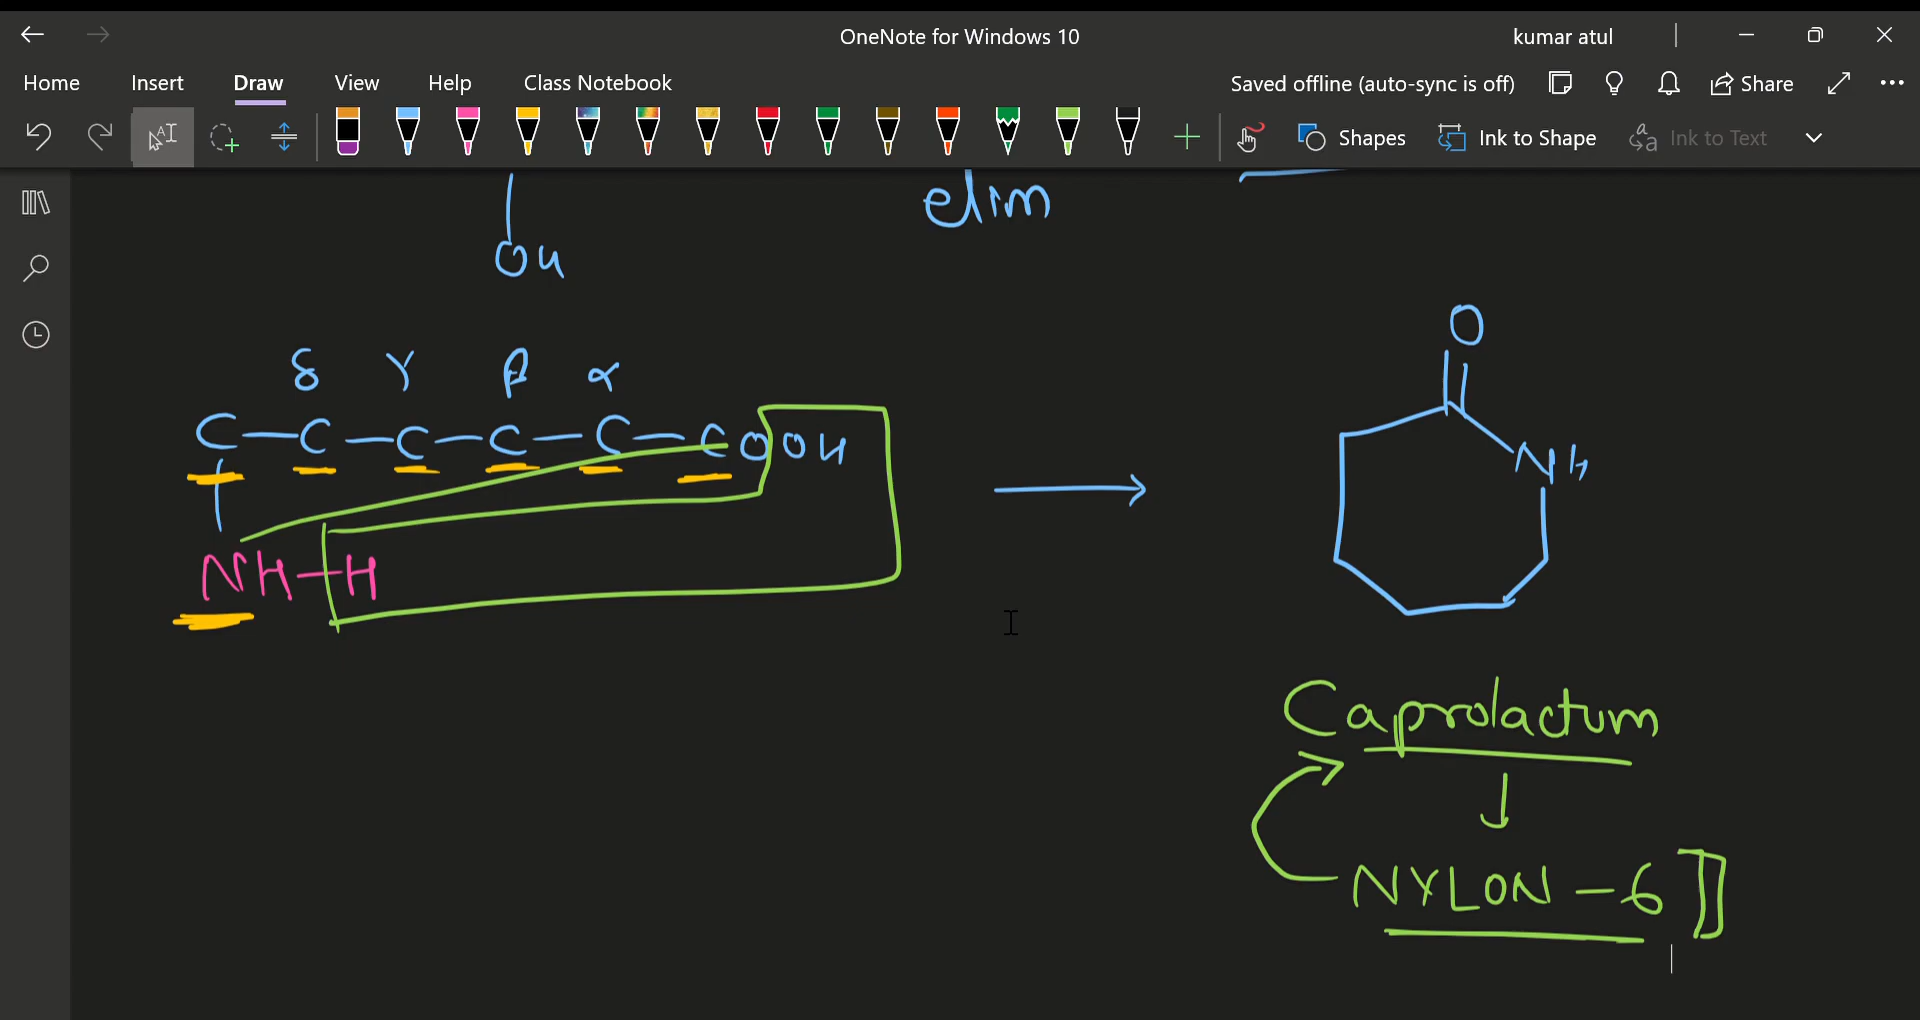 OneNote for Windows 10
kumar atul
Home Insert Draw View Help Class Notebook
Saved offline (auto-sync is off) Share
Shapes Ink to Shape Ink to Text
elim
OH
O
δ γ β α
C-C-C-C-C-COOH
NH
NH-H
Caprolactum
↓
NYLON-6]